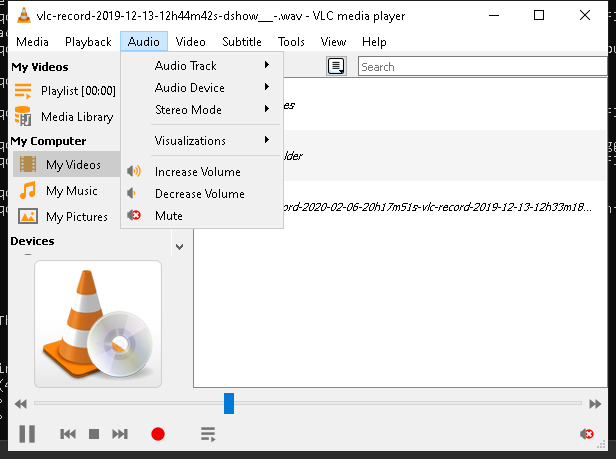 vlc-record-2019-12-13-12h44m42s-dshow___-.wav - VLC media player
Media Playback Audio Video Subtitle Tools View Help
My Videos
Playlist [00:00]
Media Library
My Computer
My Videos
My Music
My Pictures
Devices
Audio Track
Audio Device
Stereo Mode
Visualizations
Increase Volume
Decrease Volume
Mute
Search
es
lder
ord-2020-02-06-20h17m51s-vlc-record-2019-12-13-12h33m18...